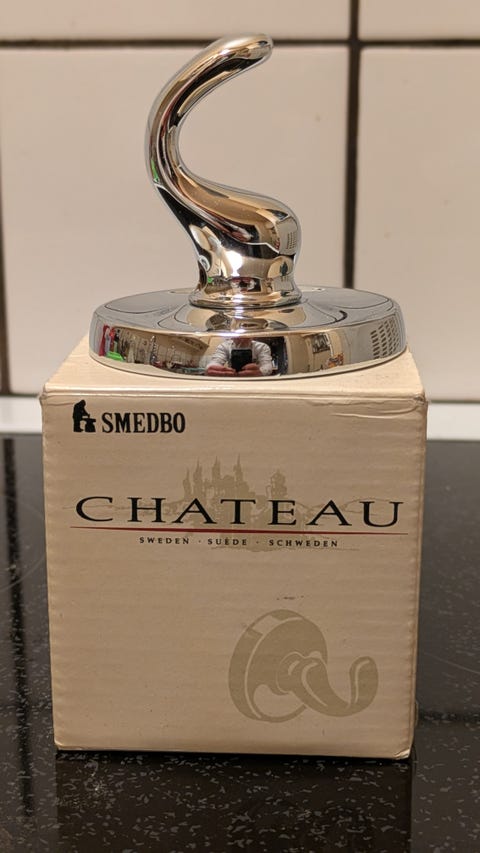 SMEDBO
CHATEAU
SWEDEN · SUÈDE · SCHWEDEN